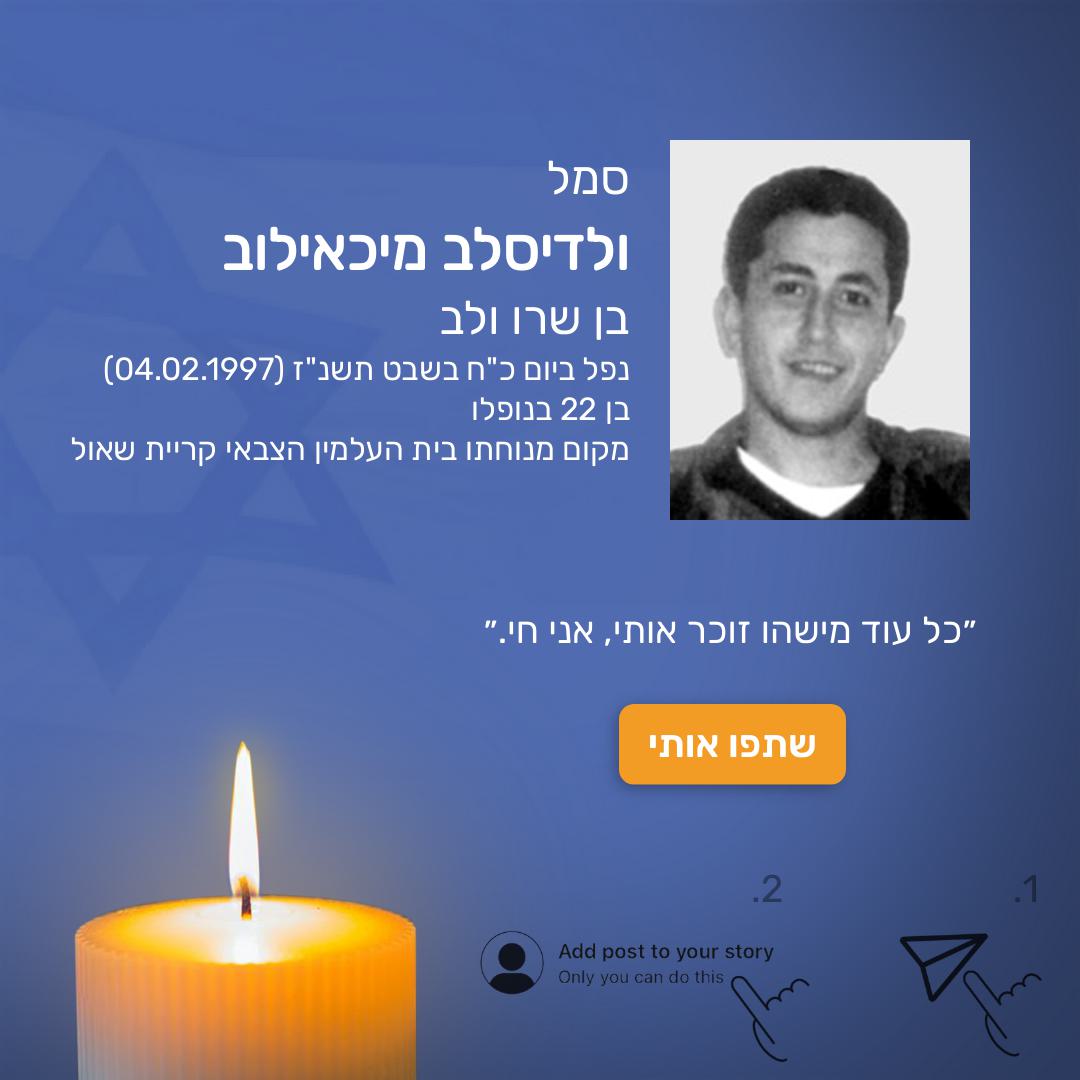 סמל
ולדיסלב מיכאילוב
בן שרו ולב
נפל ביום כ"ח בשבט תשנ"ז (04.02.1997)
בן 22 בנופלו
מקום מנוחתו בית העלמין הצבאי קריית שאול
״כל עוד מישהו זוכר אותי, אני חי.״
שתפו אותי
1.
2.
Add post to your story
Only you can do this